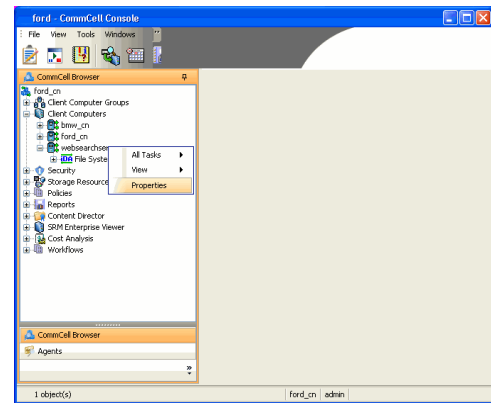 ford - CommCell Console
File View Tools Windows
CommCell Browser
ford_cn
Client Computer Groups
Client Computers
bmw_cn
ford_cn
websearchser
iDA File Syste
All Tasks
View
Properties
Security
Storage Resource
Policies
Reports
Content Director
SRM Enterprise Viewer
Cost Analysis
Workflows
CommCell Browser
Agents
1 object(s) ford_cn admin